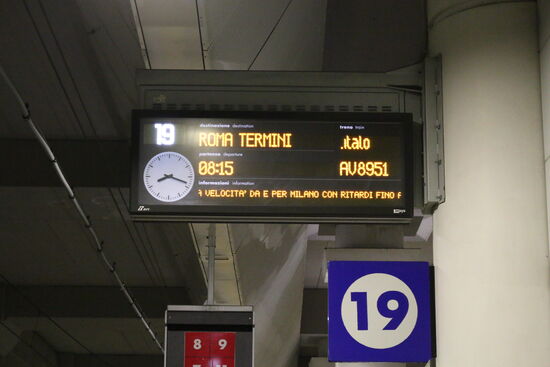 19
destinazione destination
ROMA TERMINI
treno train
.italo
partenza departure
08:15
AV8951
informazioni information
A VELOCITA' DA E PER MILANO CON RITARDI FINO A
19
8 9